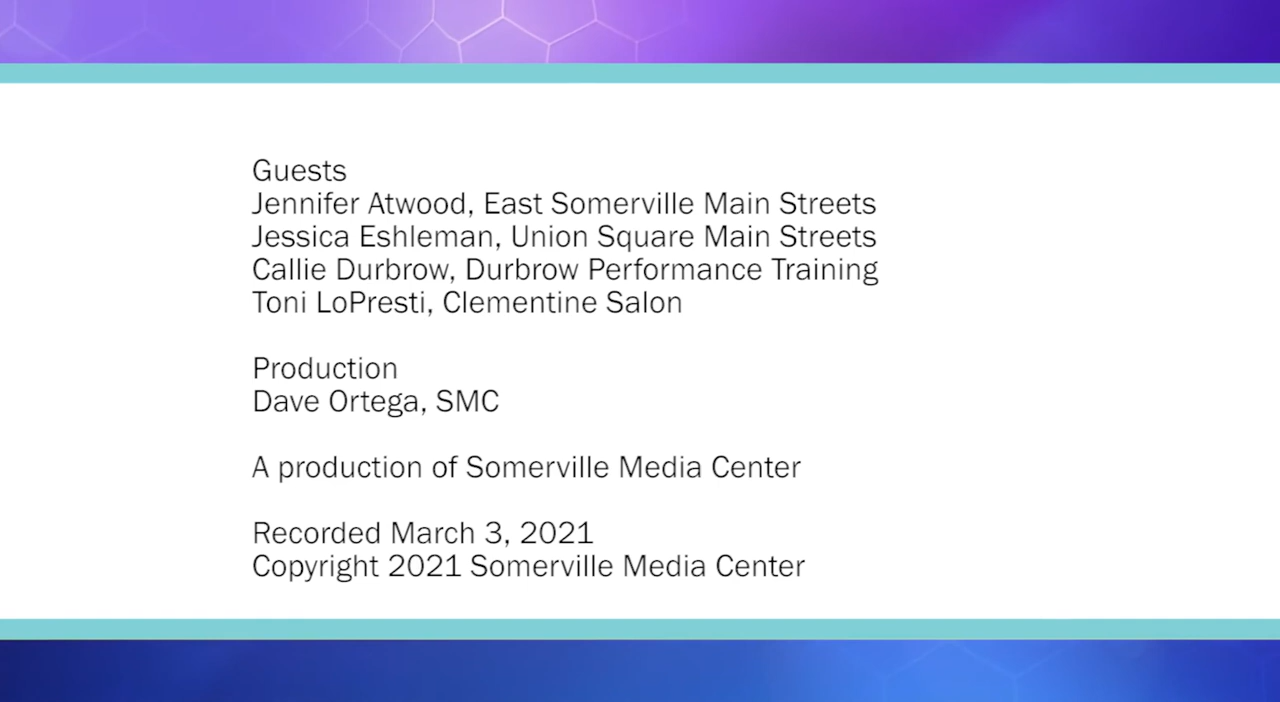 Guests
Jennifer Atwood, East Somerville Main Streets
Jessica Eshleman, Union Square Main Streets
Callie Durbrow, Durbrow Performance Training
Toni LoPresti, Clementine Salon
Production
Dave Ortega, SMC
A production of Somerville Media Center
Recorded March 3, 2021
Copyright 2021 Somerville Media Center